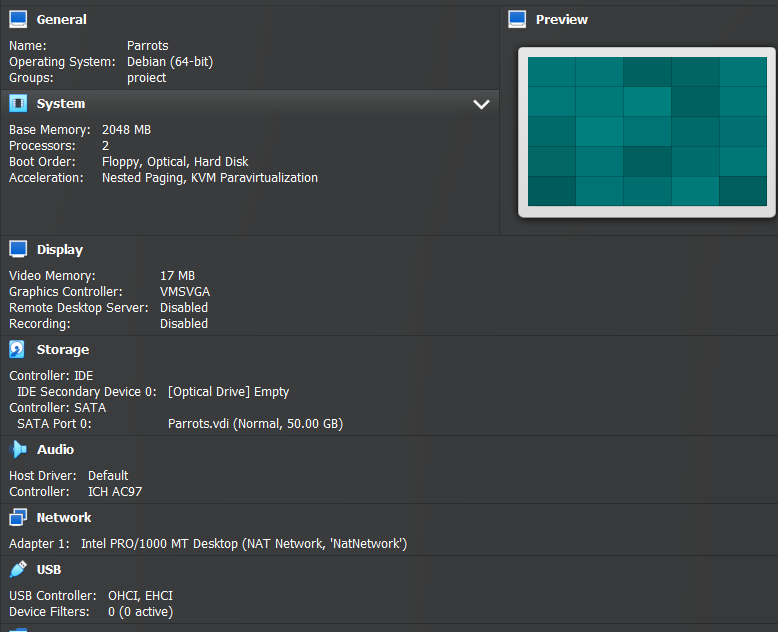 General
Name: Parrots
Operating System: Debian (64-bit)
Groups: proiect
System
Base Memory: 2048 MB
Processors: 2
Boot Order: Floppy, Optical, Hard Disk
Acceleration: Nested Paging, KVM Paravirtualization
Preview
Display
Video Memory: 17 MB
Graphics Controller: VMSVGA
Remote Desktop Server: Disabled
Recording: Disabled
Storage
Controller: IDE
IDE Secondary Device 0: [Optical Drive] Empty
Controller: SATA
SATA Port 0: Parrots.vdi (Normal, 50.00 GB)
Audio
Host Driver: Default
Controller: ICH AC97
Network
Adapter 1: Intel PRO/1000 MT Desktop (NAT Network, 'NatNetwork')
USB
USB Controller: OHCI, EHCI
Device Filters: 0 (0 active)